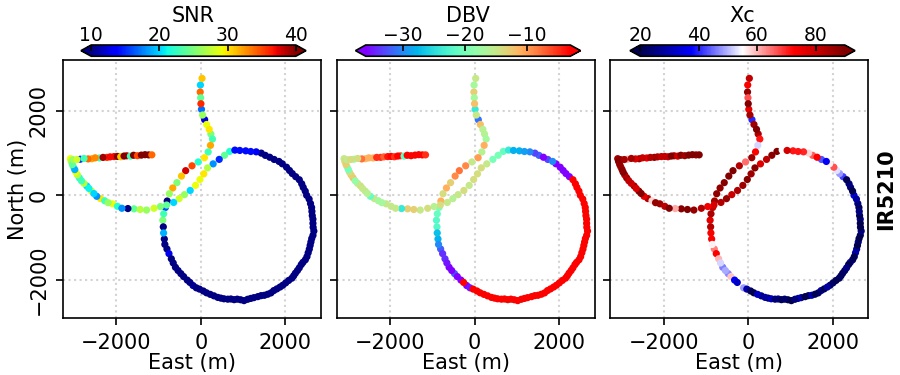 SNR DBV Xc
10 20 30 40 −30 −20 −10 20 40 60 80
2000
0
−2000
North (m)
IR5210
−2000 0 2000 −2000 0 2000 −2000 0 2000
East (m) East (m) East (m)